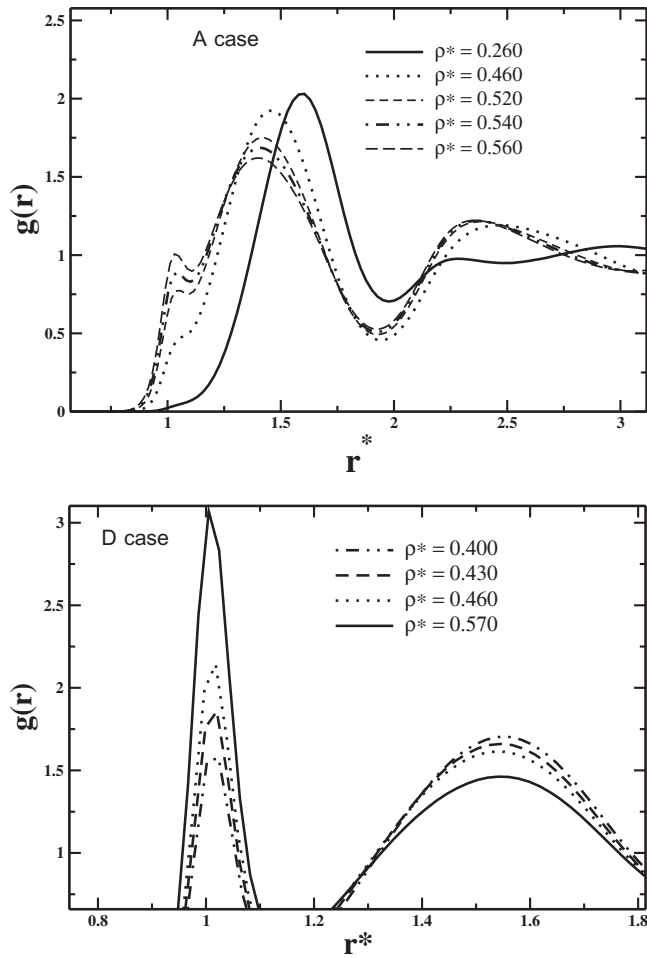 A case
ρ* = 0.260
ρ* = 0.460
ρ* = 0.520
ρ* = 0.540
ρ* = 0.560
2.5
2
1.5
1
0.5
0
g(r)
1
1.5
2
2.5
3
r*
D case
ρ* = 0.400
ρ* = 0.430
ρ* = 0.460
ρ* = 0.570
3
2.5
2
1.5
1
g(r)
0.8
1
1.2
1.4
1.6
1.8
r*